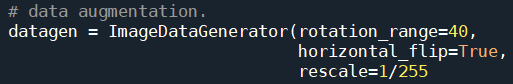 # data augmentation.
datagen = ImageDataGenerator(rotation_range=40,
                             horizontal_flip=True,
                             rescale=1/255